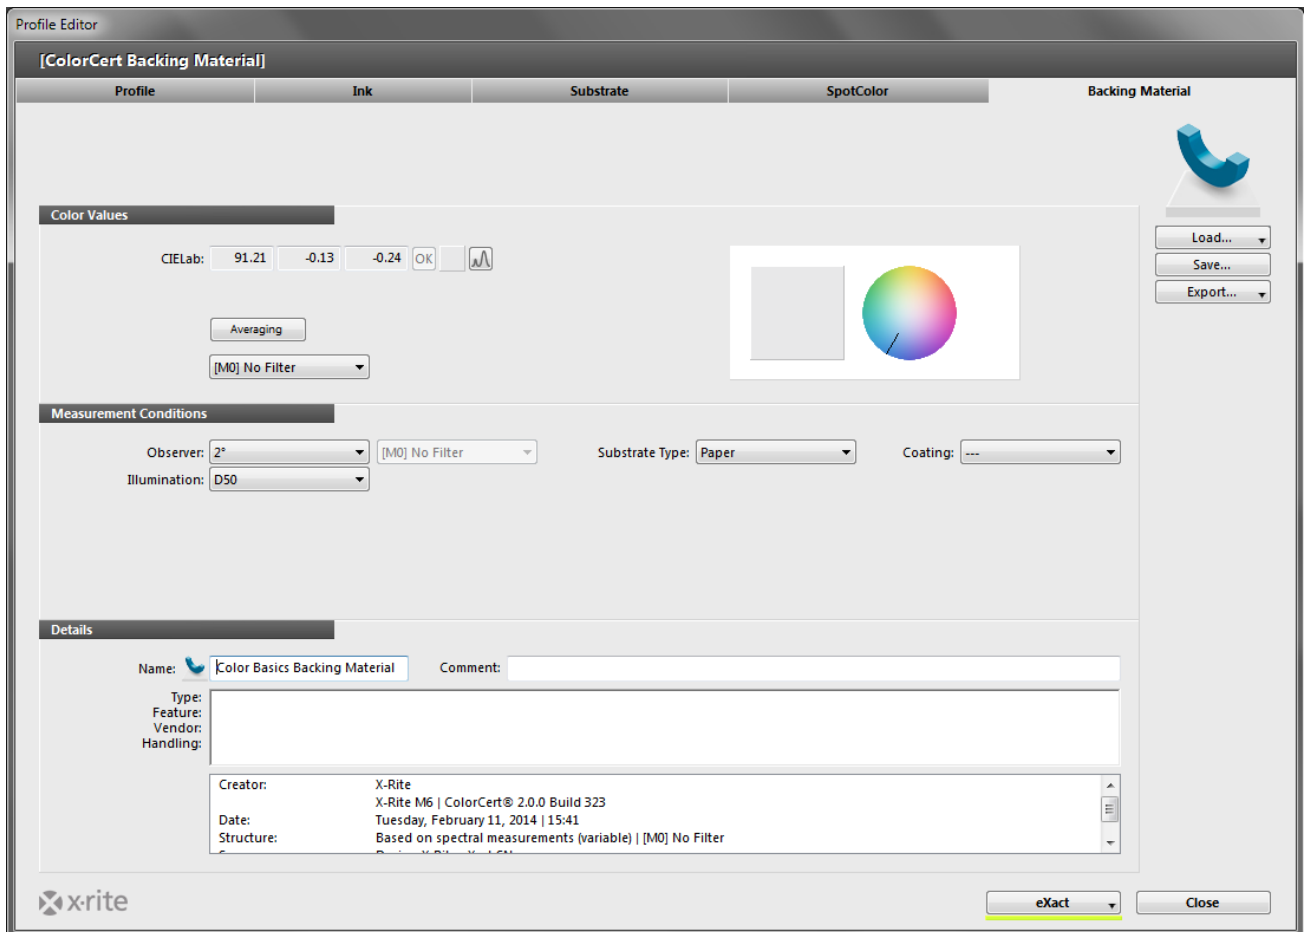 Profile Editor
[ColorCert Backing Material]
Profile Ink Substrate SpotColor Backing Material
Load...
Save...
Export...
Color Values
CIELab: 91.21 -0.13 -0.24 OK
Averaging
[M0] No Filter
Measurement Conditions
Observer: 2° [M0] No Filter Substrate Type: Paper Coating: ---
Illumination: D50
Details
Name: Color Basics Backing Material Comment:
Type:
Feature:
Vendor:
Handling:
Creator: X-Rite
X-Rite M6 | ColorCert® 2.0.0 Build 323
Date: Tuesday, February 11, 2014 | 15:41
Structure: Based on spectral measurements (variable) | [M0] No Filter
x·rite eXact Close